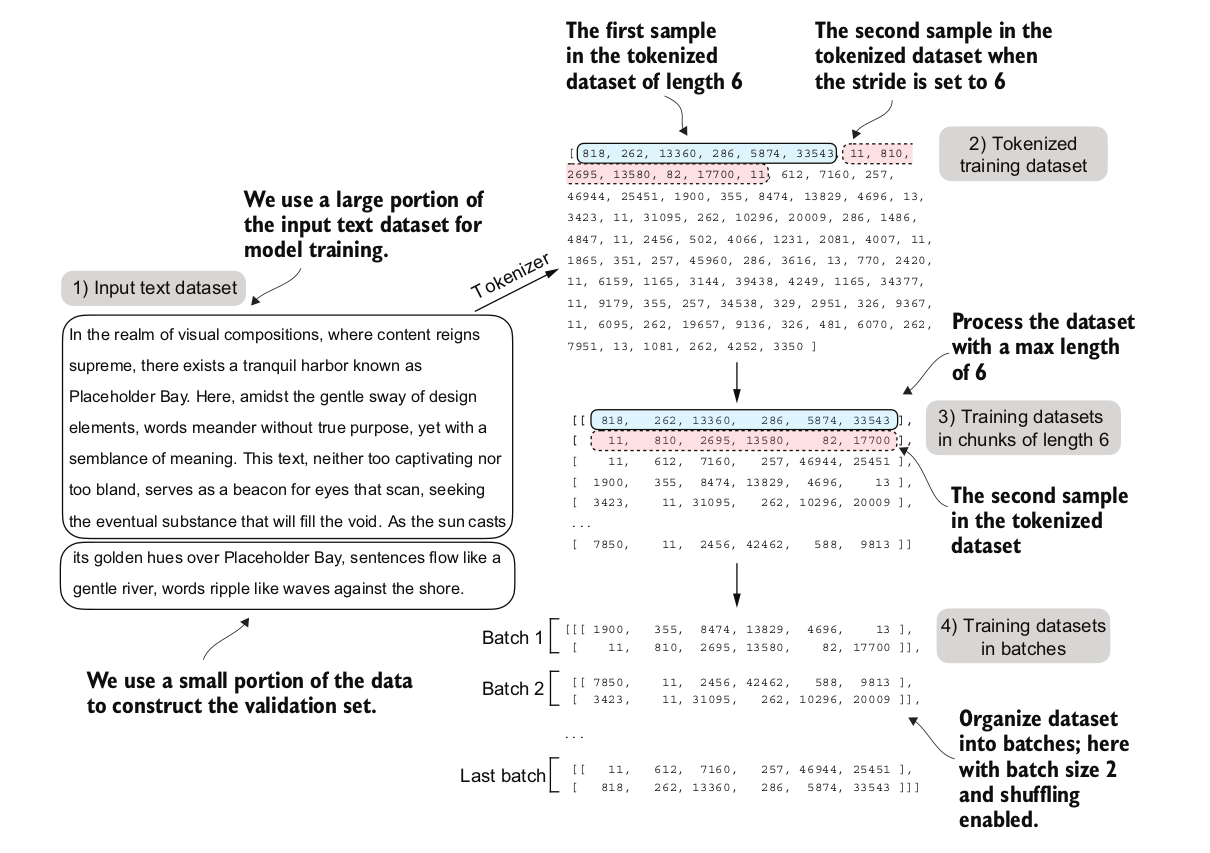 The first sample
in the tokenized
dataset of length 6
The second sample in the
tokenized dataset when
the stride is set to 6
2) Tokenized
training dataset
[ 818, 262, 13360, 286, 5874, 33543, 11, 810,
2695, 13580, 82, 17700, 11, 612, 7160, 257,
46944, 25451, 1900, 355, 8474, 13829, 4696, 13,
3423, 11, 31095, 262, 10296, 20009, 286, 1486,
4847, 11, 2456, 502, 4066, 1231, 2081, 4007, 11,
1865, 351, 257, 45960, 286, 3616, 13, 770, 2420,
11, 6159, 1165, 3144, 39438, 4249, 1165, 34377,
11, 9179, 355, 257, 34538, 329, 2951, 326, 9367,
11, 6095, 262, 19657, 9136, 326, 481, 6070, 262,
7951, 13, 1081, 262, 4252, 3350 ]
We use a large portion of
the input text dataset for
model training.
Tokenizer
1) Input text dataset
In the realm of visual compositions, where content reigns
supreme, there exists a tranquil harbor known as
Placeholder Bay. Here, amidst the gentle sway of design
elements, words meander without true purpose, yet with a
semblance of meaning. This text, neither too captivating nor
too bland, serves as a beacon for eyes that scan, seeking
the eventual substance that will fill the void. As the sun casts
its golden hues over Placeholder Bay, sentences flow like a
gentle river, words ripple like waves against the shore.
We use a small portion of the data
to construct the validation set.
Process the dataset
with a max length
of 6
3) Training datasets
in chunks of length 6
[[ 818, 262, 13360, 286, 5874, 33543 ],
[ 11, 810, 2695, 13580, 82, 17700 ],
[ 11, 612, 7160, 257, 46944, 25451 ],
[ 1900, 355, 8474, 13829, 4696, 13 ],
[ 3423, 11, 31095, 262, 10296, 20009 ],
...
[ 7850, 11, 2456, 42462, 588, 9813 ]]
The second sample
in the tokenized
dataset
4) Training datasets
in batches
Batch 1
[[[ 1900, 355, 8474, 13829, 4696, 13 ],
[ 11, 810, 2695, 13580, 82, 17700 ]],
Batch 2
[[ 7850, 11, 2456, 42462, 588, 9813 ],
[ 3423, 11, 31095, 262, 10296, 20009 ]],
...
Last batch
[[ 11, 612, 7160, 257, 46944, 25451 ],
[ 818, 262, 13360, 286, 5874, 33543 ]]]
Organize dataset
into batches; here
with batch size 2
and shuffling
enabled.